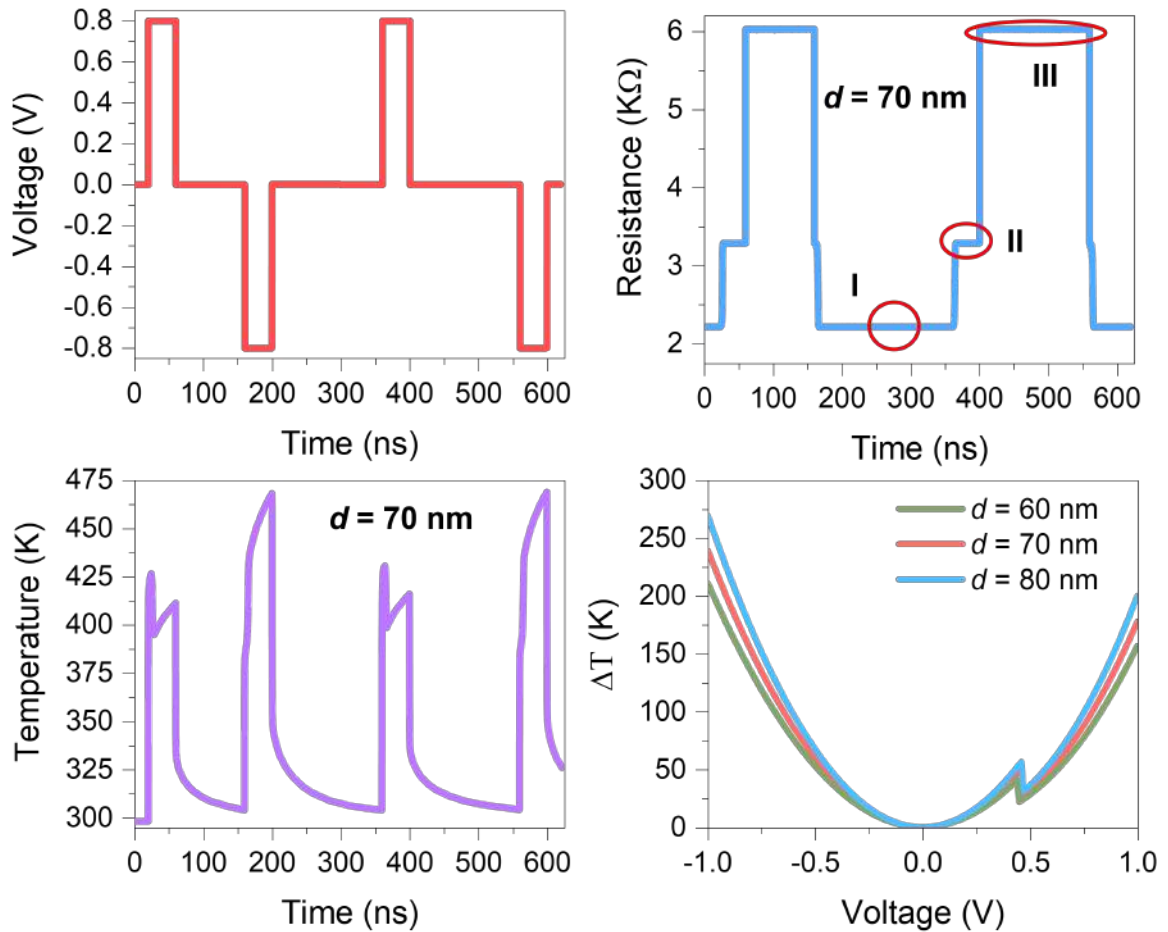 Voltage (V)
0.8
0.6
0.4
0.2
0.0
-0.2
-0.4
-0.6
-0.8
0 100 200 300 400 500 600
Time (ns)
Resistance (KΩ)
6
5
4
3
2
d = 70 nm
I
II
III
0 100 200 300 400 500 600
Time (ns)
Temperature (K)
475
450
425
400
375
350
325
300
d = 70 nm
0 100 200 300 400 500 600
Time (ns)
ΔT (K)
300
250
200
150
100
50
0
d = 60 nm
d = 70 nm
d = 80 nm
-1.0 -0.5 0.0 0.5 1.0
Voltage (V)